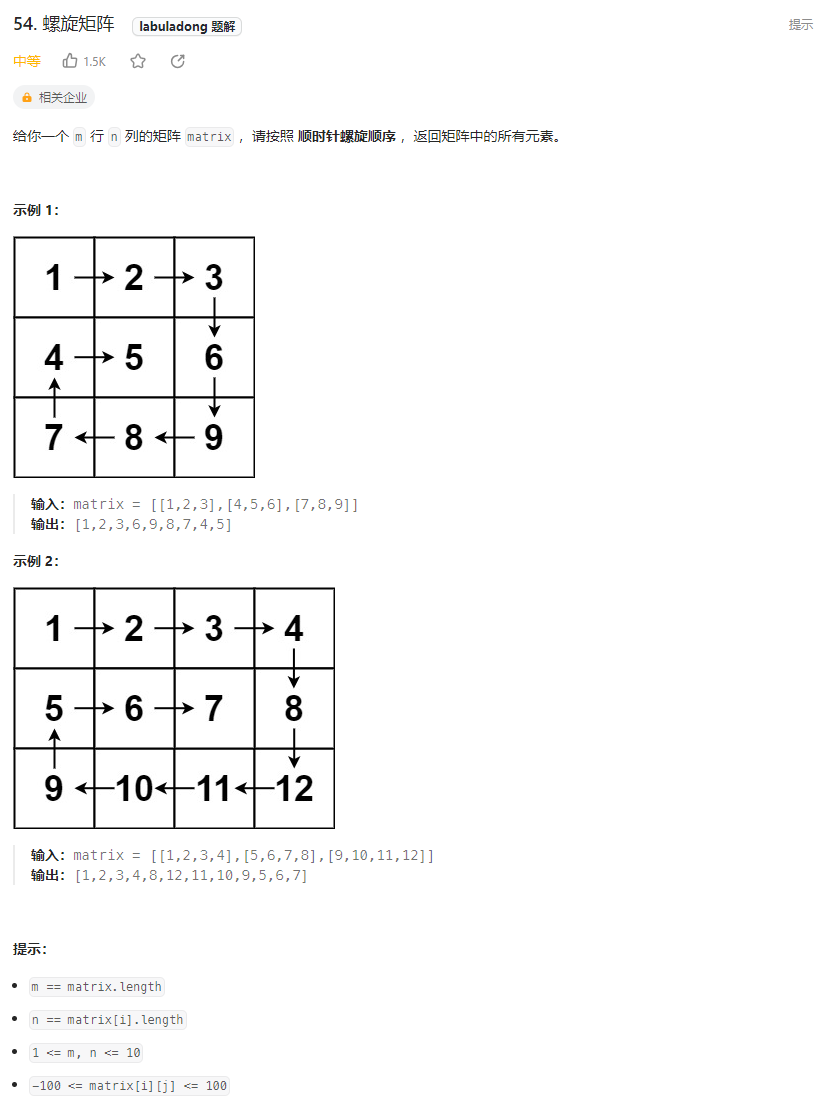 54. 螺旋矩阵 labuladong 题解 提示
中等 1.5K
相关企业
给你一个 m 行 n 列的矩阵 matrix ，请按照 顺时针螺旋顺序 ，返回矩阵中的所有元素。
示例 1：
1 2 3
4 5 6
7 8 9
输入：matrix = [[1,2,3],[4,5,6],[7,8,9]]
输出：[1,2,3,6,9,8,7,4,5]
示例 2：
1 2 3 4
5 6 7 8
9 10 11 12
输入：matrix = [[1,2,3,4],[5,6,7,8],[9,10,11,12]]
输出：[1,2,3,4,8,12,11,10,9,5,6,7]
提示：
m == matrix.length
n == matrix[i].length
1 <= m, n <= 10
-100 <= matrix[i][j] <= 100